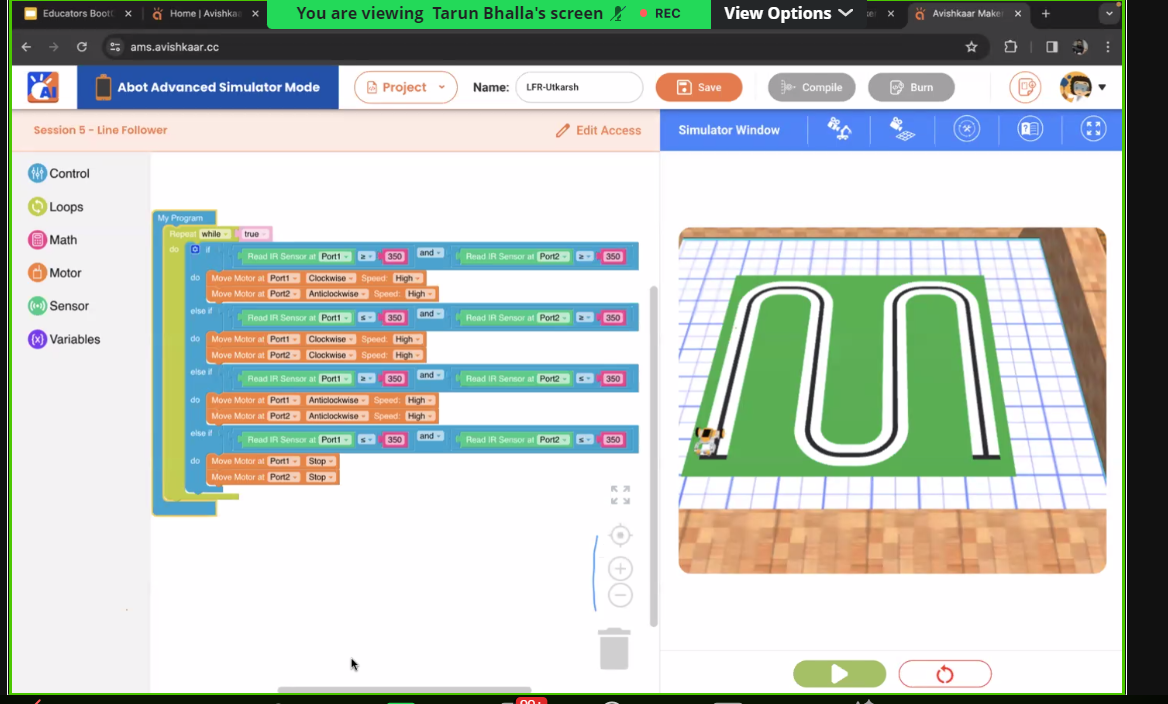 You are viewing Tarun Bhalla's screen
REC
View Options
Educators Boot
Home | Avishkaa
Avishkaar Make
ams.avishkaar.cc
Abot Advanced Simulator Mode
Project
Name:
LFR-Utkarsh
Save
Compile
Burn
Session 5 - Line Follower
Edit Access
Simulator Window
Control
Loops
Math
Motor
Sensor
Variables
My Program
Repeat while true
do if Read IR Sensor at Port1 ≥ 350 and Read IR Sensor at Port2 ≥ 350
do Move Motor at Port1 Clockwise Speed: High
Move Motor at Port2 Anticlockwise Speed: High
else if Read IR Sensor at Port1 ≤ 350 and Read IR Sensor at Port2 ≥ 350
do Move Motor at Port1 Clockwise Speed: High
Move Motor at Port2 Clockwise Speed: High
else if Read IR Sensor at Port1 ≥ 350 and Read IR Sensor at Port2 ≤ 350
do Move Motor at Port1 Anticlockwise Speed: High
Move Motor at Port2 Anticlockwise Speed: High
else if Read IR Sensor at Port1 ≤ 350 and Read IR Sensor at Port2 ≤ 350
do Move Motor at Port1 Stop
Move Motor at Port2 Stop